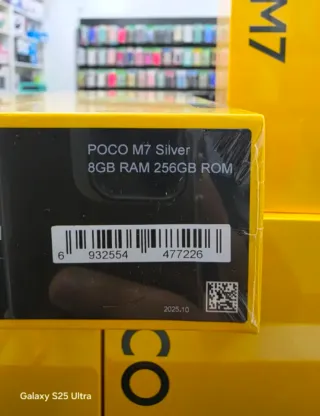 M7
POCO M7 Silver
8GB RAM 256GB ROM
6 932554 477226
2025.10
CO
Galaxy S25 Ultra